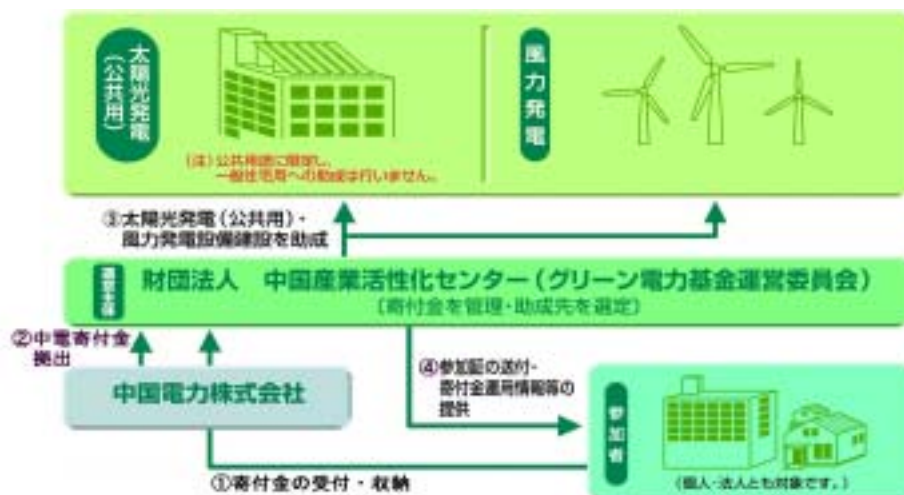 太陽光発電
(公共用)
風力発電
(注)公共用途に限定し、
一般住宅用への助成は行いません。
③太陽光発電(公共用)・
風力発電設備建設を助成
運営主体
財団法人 中国産業活性化センター(グリーン電力基金運営委員会)
〔寄付金を管理・助成先を選定〕
②中電寄付金
拠出
中国電力株式会社
④参加証の送付・
寄付金運用情報等の
提供
参加者
(個人・法人とも対象です。)
①寄付金の受付・収納